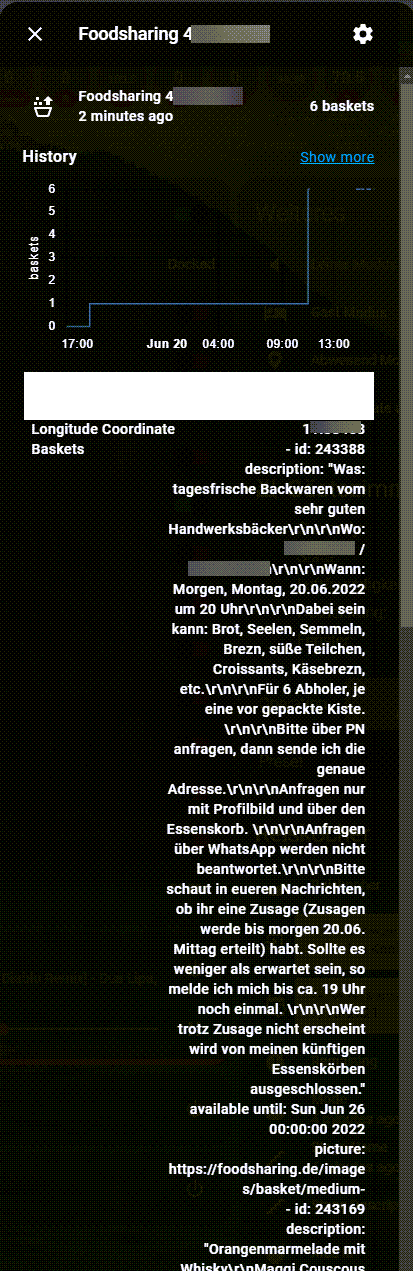 Foodsharing 4
Foodsharing 4
2 minutes ago
6 baskets
History
Show more
6
5
4
3
2
1
0
baskets
17:00 Jun 20 04:00 09:00 13:00
Longitude Coordinate
Baskets - id: 243388
description: "Was:
tagesfrische Backwaren vom
sehr guten
Handwerksbäcker\r\n\r\nWo:
/
\r\n\r\nWann:
Morgen, Montag, 20.06.2022
um 20 Uhr\r\n\r\nDabei sein
kann: Brot, Seelen, Semmeln,
Brezn, süße Teilchen,
Croissants, Käsebrezn,
etc.\r\n\r\nFür 6 Abholer, je
eine vor gepackte Kiste.
\r\n\r\nBitte über PN
anfragen, dann sende ich die
genaue
Adresse.\r\n\r\nAnfragen nur
mit Profilbild und über den
Essenskorb. \r\n\r\nAnfragen
über WhatsApp werden nicht
beantwortet.\r\n\r\nBitte
schaut in eueren Nachrichten,
ob ihr eine Zusage (Zusagen
werde bis morgen 20.06.
Mittag erteilt) habt. Sollte es
weniger als erwartet sein, so
melde ich mich bis ca. 19 Uhr
noch einmal. \r\n\r\nWer
trotz Zusage nicht erscheint
wird von meinen künftigen
Essenskörben
ausgeschlossen."
available until: Sun Jun 26
00:00:00 2022
picture:
https://foodsharing.de/image
s/basket/medium-
- id: 243169
description:
"Orangenmarmelade mit
Whisky\r\nMaggi Couscous